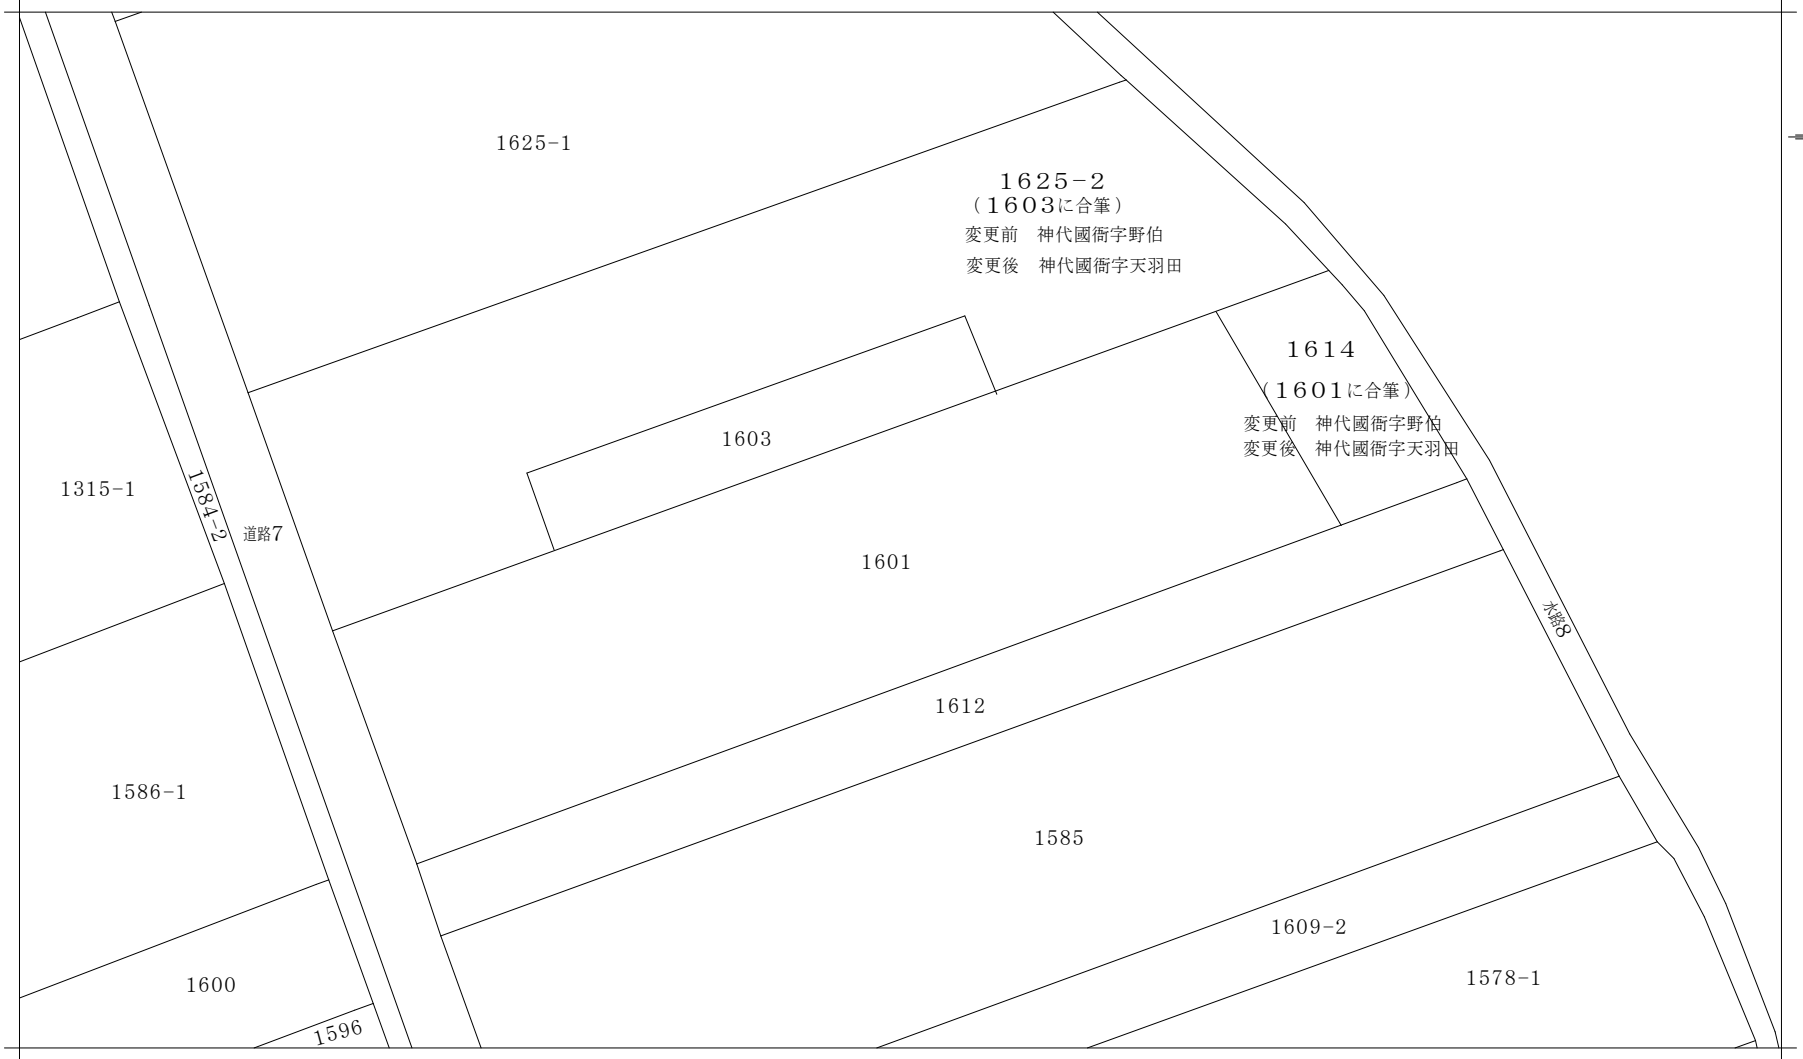 1625-1
1625-2
(1603に合筆)
変更前　神代國衙字野伯
変更後　神代國衙字天羽田
1614
(1601に合筆)
変更前　神代國衙字野伯
変更後　神代國衙字天羽田
1603
1315-1
1584-2
道路7
1601
水路8
1612
1586-1
1585
1609-2
1578-1
1600
1596